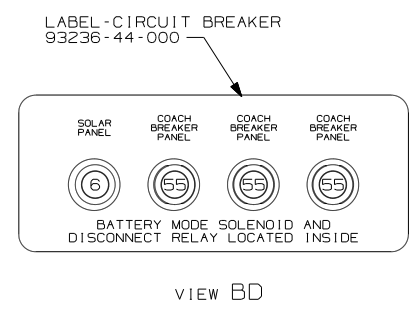 LABEL-CIRCUIT BREAKER
93236-44-000
SOLAR
PANEL
COACH
BREAKER
PANEL
COACH
BREAKER
PANEL
COACH
BREAKER
PANEL
6
55
55
55
BATTERY MODE SOLENOID AND
DISCONNECT RELAY LOCATED INSIDE
VIEW BD